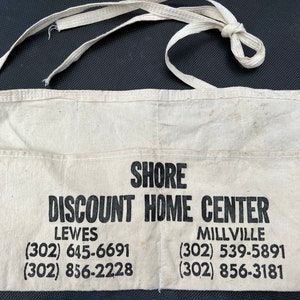 SHORE
DISCOUNT HOME CENTER
LEWES MILLVILLE
(302) 645-6691 (302) 539-5891
(302) 856-2228 (302) 856-3181